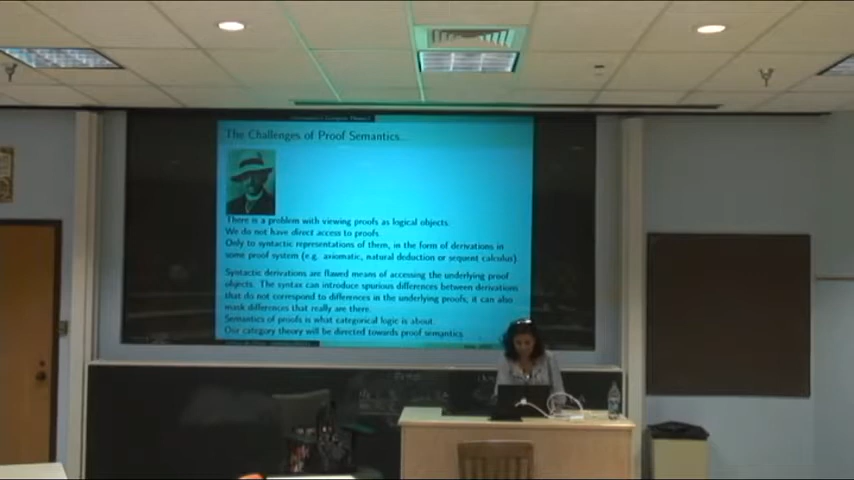 The Challenges of Proof Semantics...
There is a problem with viewing proofs as logical objects.
We do not have direct access to proofs.
Only to syntactic representations of them, in the form of derivations in
some proof system (e.g. axiomatic, natural deduction or sequent calculus).
Syntactic derivations are flawed means of accessing the underlying proof
objects. The syntax can introduce spurious differences between derivations
that do not correspond to differences in the underlying proofs, it can also
mask differences that really are there.
Semantics of proofs is what categorical logic is about.
Our category theory will be directed towards proof semantics